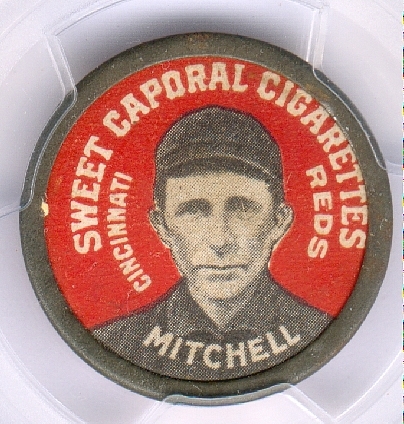 SWEET CAPORAL CIGARETTES
CINCINNATI
REDS
MITCHELL